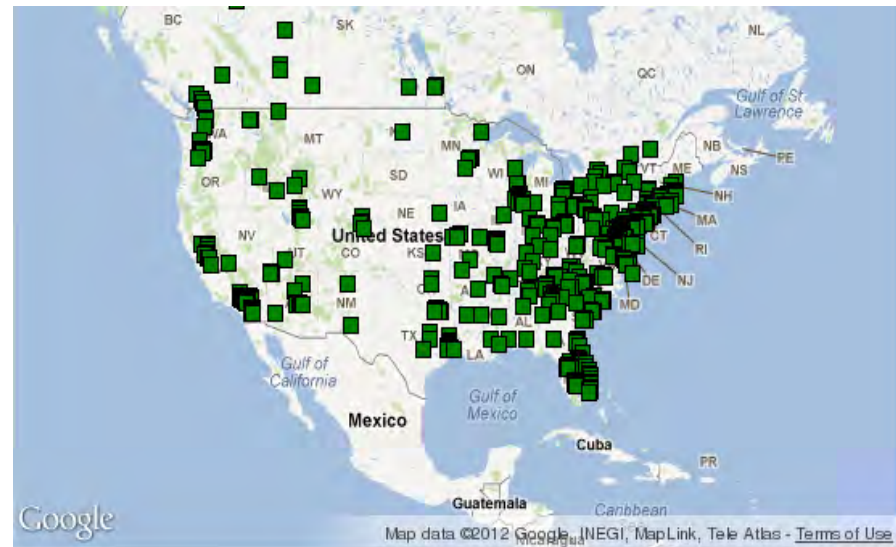 BC
SK
NL
ON
QC
Gulf of St
Lawrence
NB
PE
NS
MT
MN
VT
ME
NH
OR
SD
WI
MI
WY
MA
NE
IA
CT
RI
NV
United States
UT
CO
KS
NJ
DE
MD
NM
AL
TX
LA
Gulf of
California
Gulf of
Mexico
Mexico
Cuba
PR
Guatemala
Caribbean
Nicaragua
Google
Map data ©2012 Google, INEGI, MapLink, Tele Atlas - Terms of Use